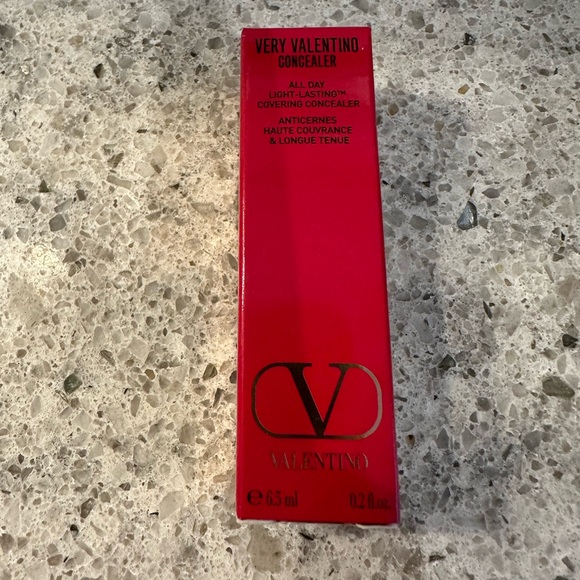 VERY VALENTINO
CONCEALER
ALL DAY
LIGHT-LASTING™
COVERING CONCEALER
ANTICERNES
HAUTE COUVRANCE
& LONGUE TENUE
V
VALENTINO
℮ 6.5 ml 0.2 fl.oz.